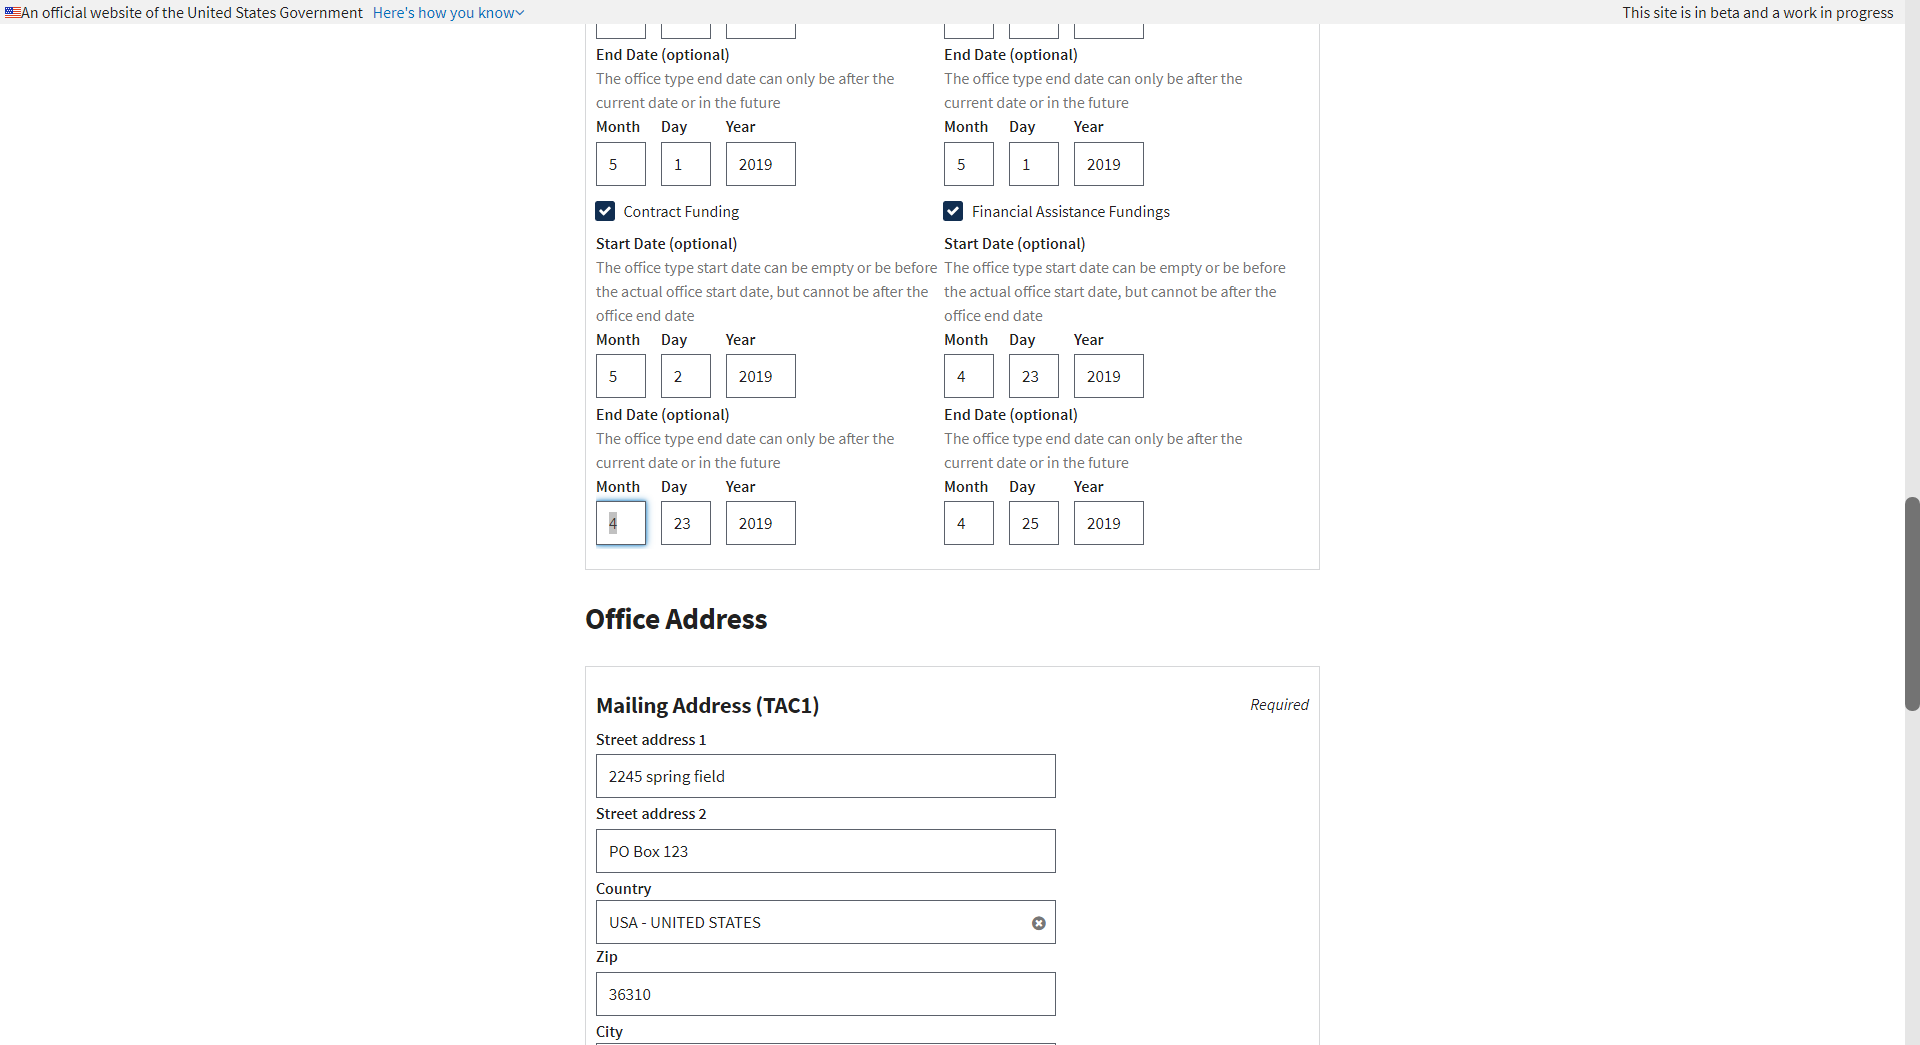 An official website of the United States Government Here's how you know
This site is in beta and a work in progress
End Date (optional)
The office type end date can only be after the
current date or in the future
Month Day Year
5 1 2019
End Date (optional)
The office type end date can only be after the
current date or in the future
Month Day Year
5 1 2019
Contract Funding
Start Date (optional)
The office type start date can be empty or be before
the actual office start date, but cannot be after the
office end date
Month Day Year
5 2 2019
End Date (optional)
The office type end date can only be after the
current date or in the future
Month Day Year
4 23 2019
Financial Assistance Fundings
Start Date (optional)
The office type start date can be empty or be before
the actual office start date, but cannot be after the
office end date
Month Day Year
4 23 2019
End Date (optional)
The office type end date can only be after the
current date or in the future
Month Day Year
4 25 2019
Office Address
Mailing Address (TAC1)
Required
Street address 1
2245 spring field
Street address 2
PO Box 123
Country
USA - UNITED STATES
Zip
36310
City